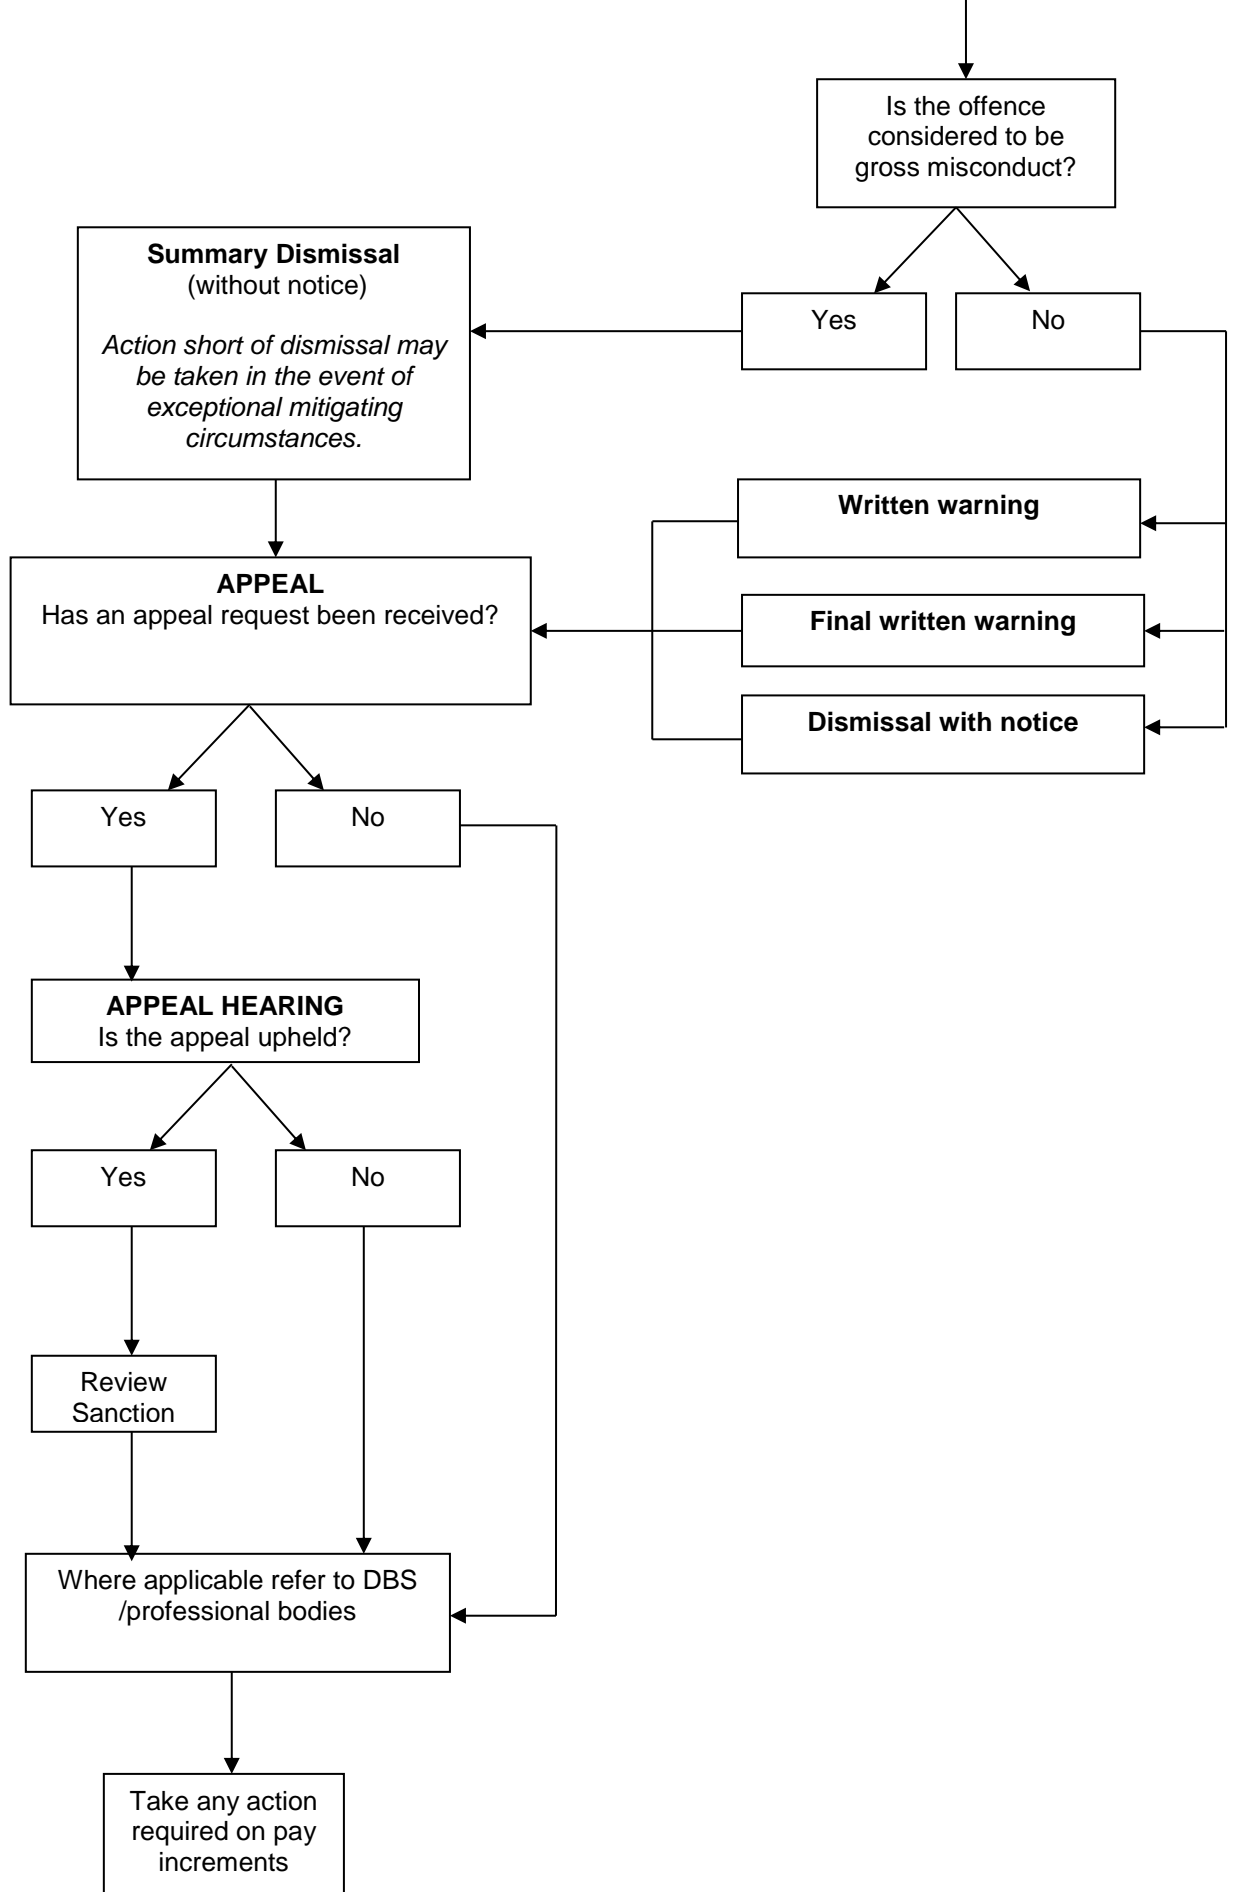 Is the offence
considered to be
gross misconduct?
Summary Dismissal
(without notice)
Action short of dismissal may
be taken in the event of
exceptional mitigating
circumstances.
Yes
No
Written warning
APPEAL
Has an appeal request been received?
Final written warning
Dismissal with notice
Yes
No
APPEAL HEARING
Is the appeal upheld?
Yes
No
Review
Sanction
Where applicable refer to DBS
/professional bodies
Take any action
required on pay
increments